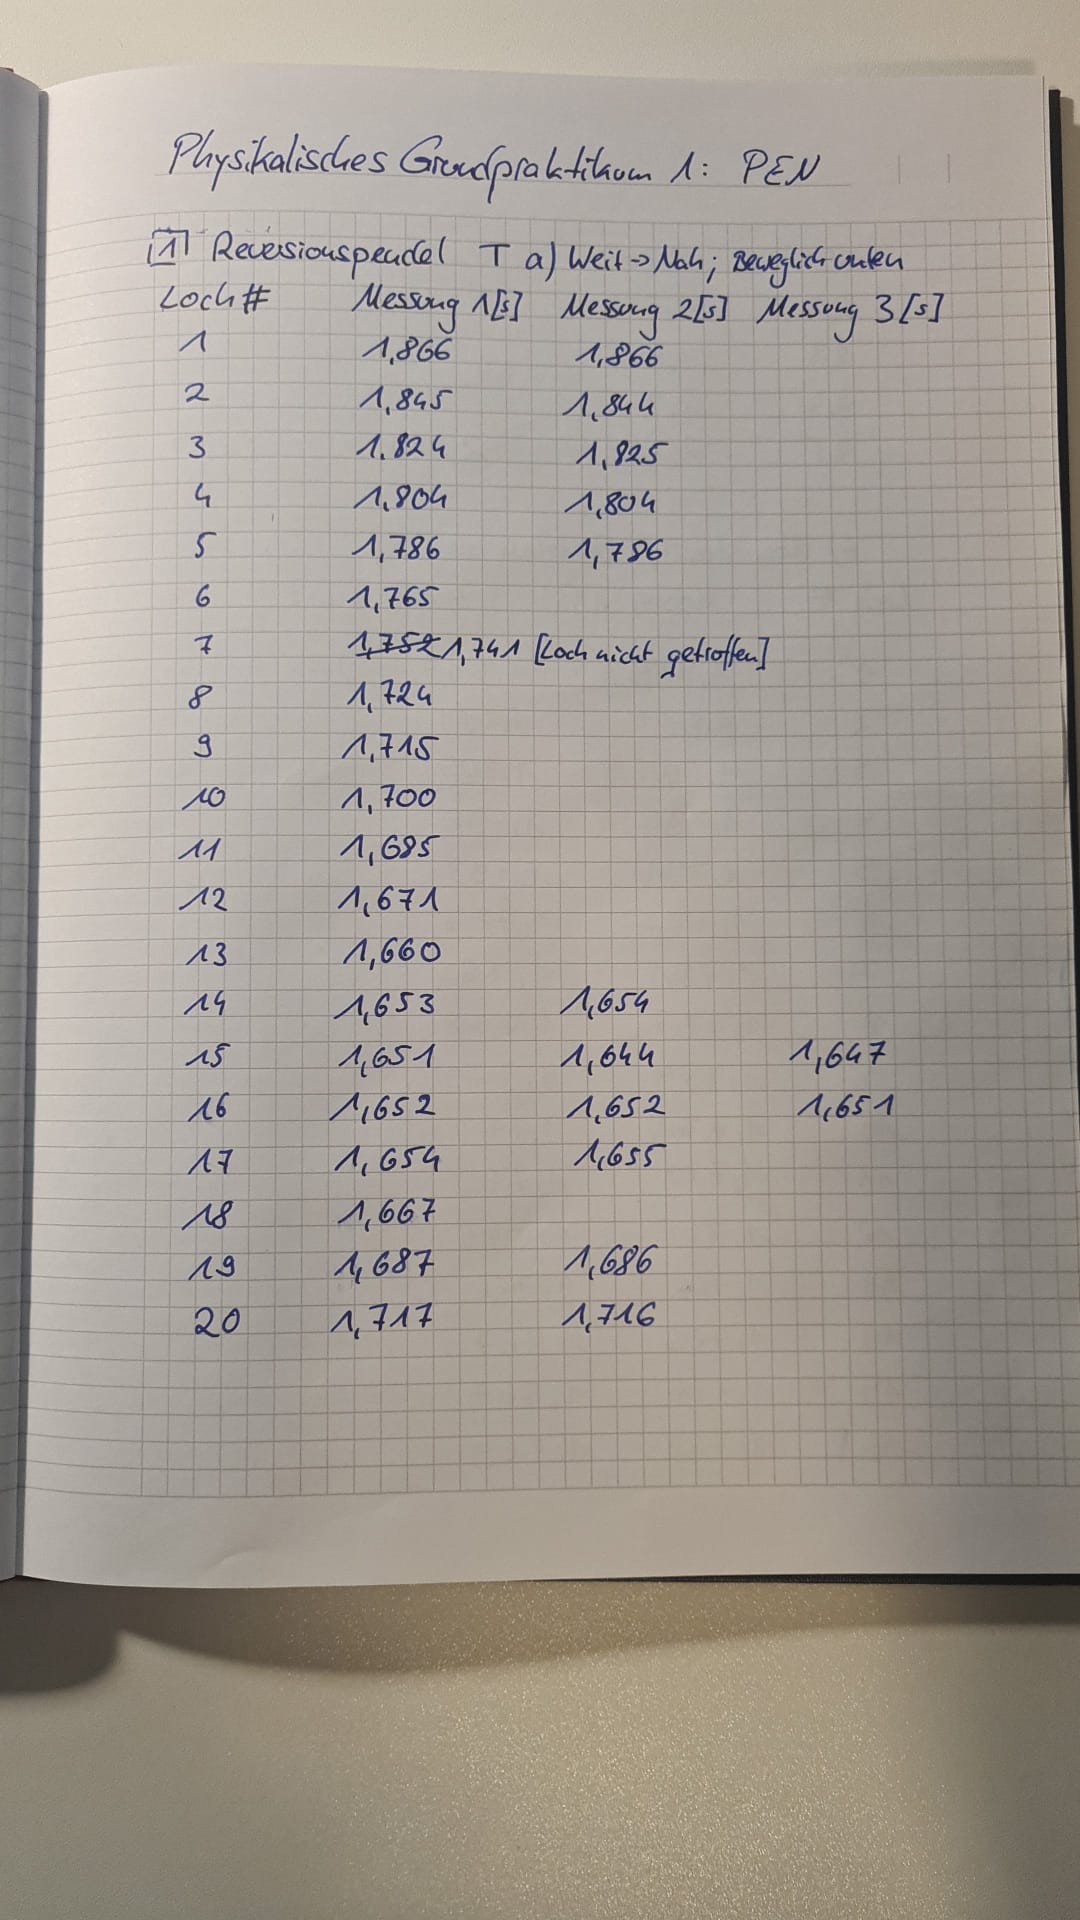 Physikalisches Grundpraktikum 1: PEN
1 Reversionspendel T a) Weit → Nah; Beweglich unten
Loch# Messung 1[s] Messung 2[s] Messung 3[s]
1 1,866 1,866
2 1,845 1,844
3 1.824 1,825
4 1,804 1,804
5 1,786 1,786
6 1,765
7 1,752 1,741 [Loch nicht getroffen]
8 1,724
9 1,715
10 1,700
11 1,685
12 1,671
13 1,660
14 1,653 1,654
15 1,651 1,644 1,647
16 1,652 1,652 1,651
17 1,654 1,655
18 1,667
19 1,687 1,686
20 1,717 1,716